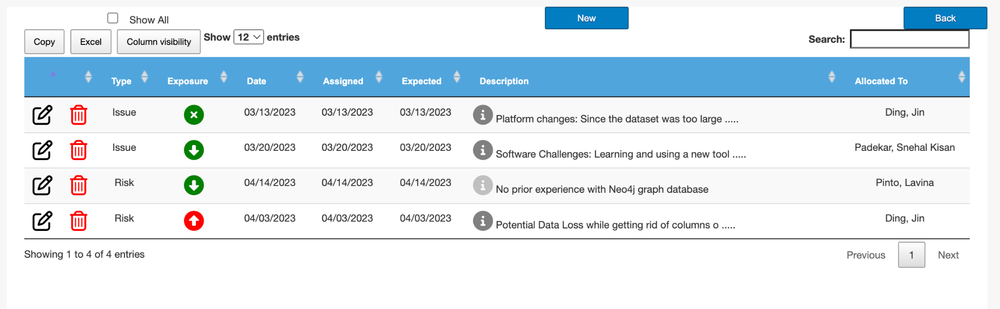 Show All
New
Back
Copy
Excel
Column visibility
Show 12 entries
Search:
Type Exposure Date Assigned Expected Description Allocated To
Issue 03/13/2023 03/13/2023 03/13/2023 Platform changes: Since the dataset was too large ..... Ding, Jin
Issue 03/20/2023 03/20/2023 03/20/2023 Software Challenges: Learning and using a new tool ..... Padekar, Snehal Kisan
Risk 04/14/2023 04/14/2023 04/14/2023 No prior experience with Neo4j graph database Pinto, Lavina
Risk 04/03/2023 04/03/2023 04/03/2023 Potential Data Loss while getting rid of columns o ..... Ding, Jin
Showing 1 to 4 of 4 entries
Previous 1 Next